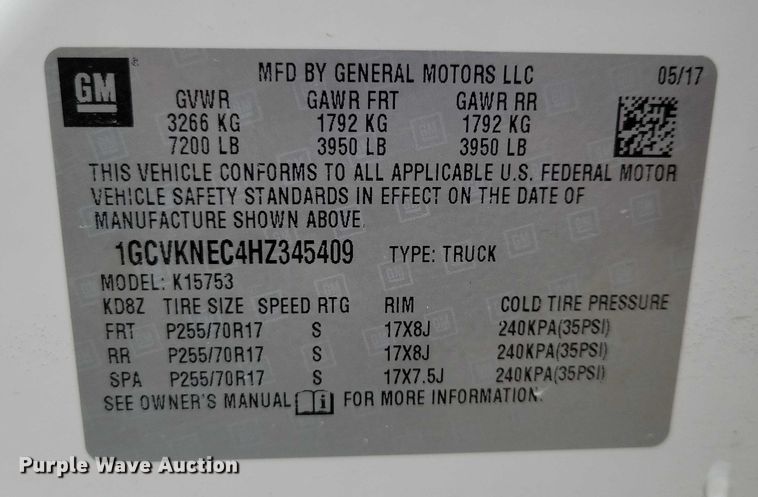 GM
MFD BY GENERAL MOTORS LLC 05/17
GVWR GAWR FRT GAWR RR
3266 KG 1792 KG 1792 KG
7200 LB 3950 LB 3950 LB
THIS VEHICLE CONFORMS TO ALL APPLICABLE U.S. FEDERAL MOTOR
VEHICLE SAFETY STANDARDS IN EFFECT ON THE DATE OF
MANUFACTURE SHOWN ABOVE.
1GCVKNEC4HZ345409 TYPE: TRUCK
MODEL: K15753
KD8Z TIRE SIZE SPEED RTG RIM COLD TIRE PRESSURE
FRT P255/70R17 S 17X8J 240KPA(35PSI)
RR P255/70R17 S 17X8J 240KPA(35PSI)
SPA P255/70R17 S 17X7.5J 240KPA(35PSI)
SEE OWNER'S MANUAL i FOR MORE INFORMATION.
Purple Wave Auction